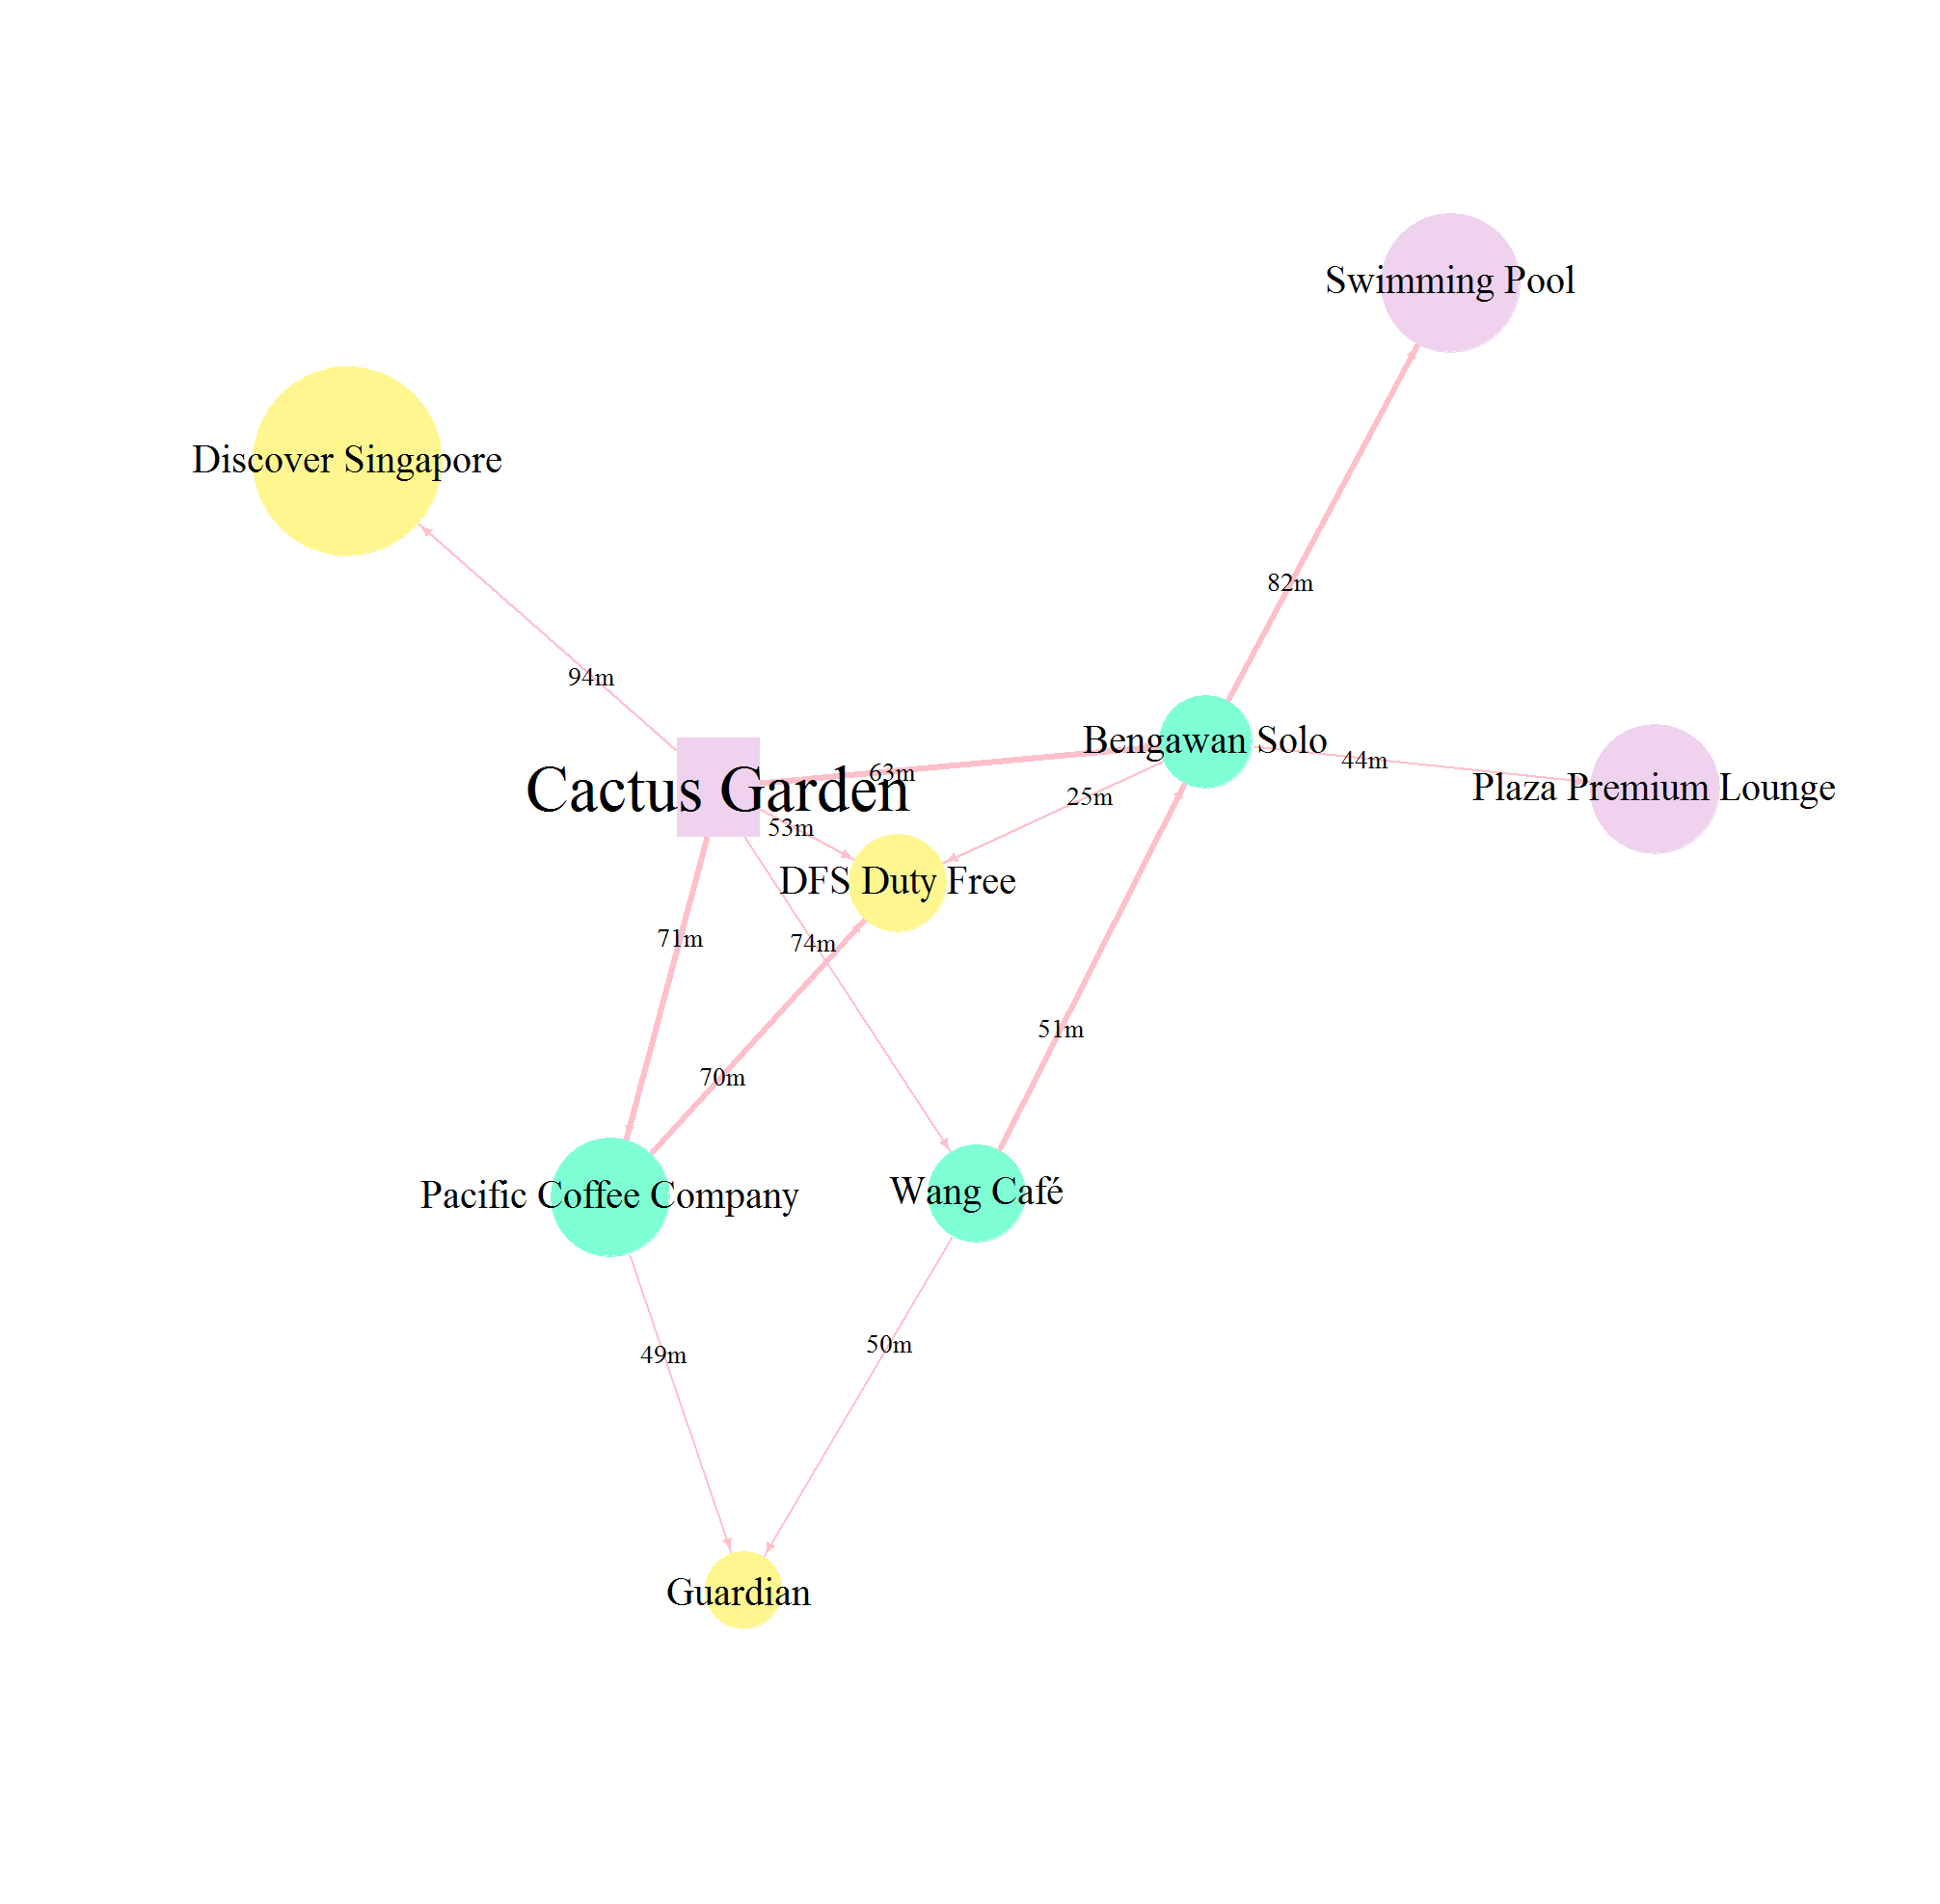 Swimming Pool
Discover Singapore
82m
94m
Bengawan Solo
63m
44m
Cactus Garden
Plaza Premium Lounge
25m
53m
DFS Duty Free
71m
74m
51m
70m
Pacific Coffee Company
Wang Café
50m
49m
Guardian